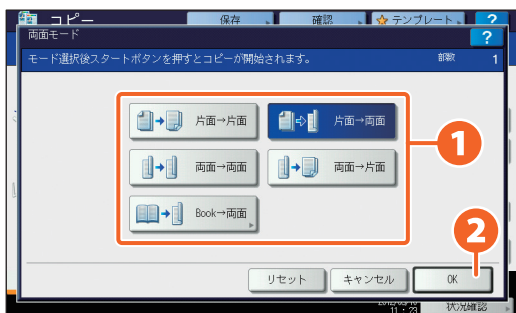 コピー 保存 確認 テンプレート ?
両面モード ?
モード選択後スタートボタンを押すとコピーが開始されます。 部数 1
片面→片面 片面→両面
1
両面→両面 両面→片面
Book→両面
2
リセット キャンセル OK
11:23 状況確認